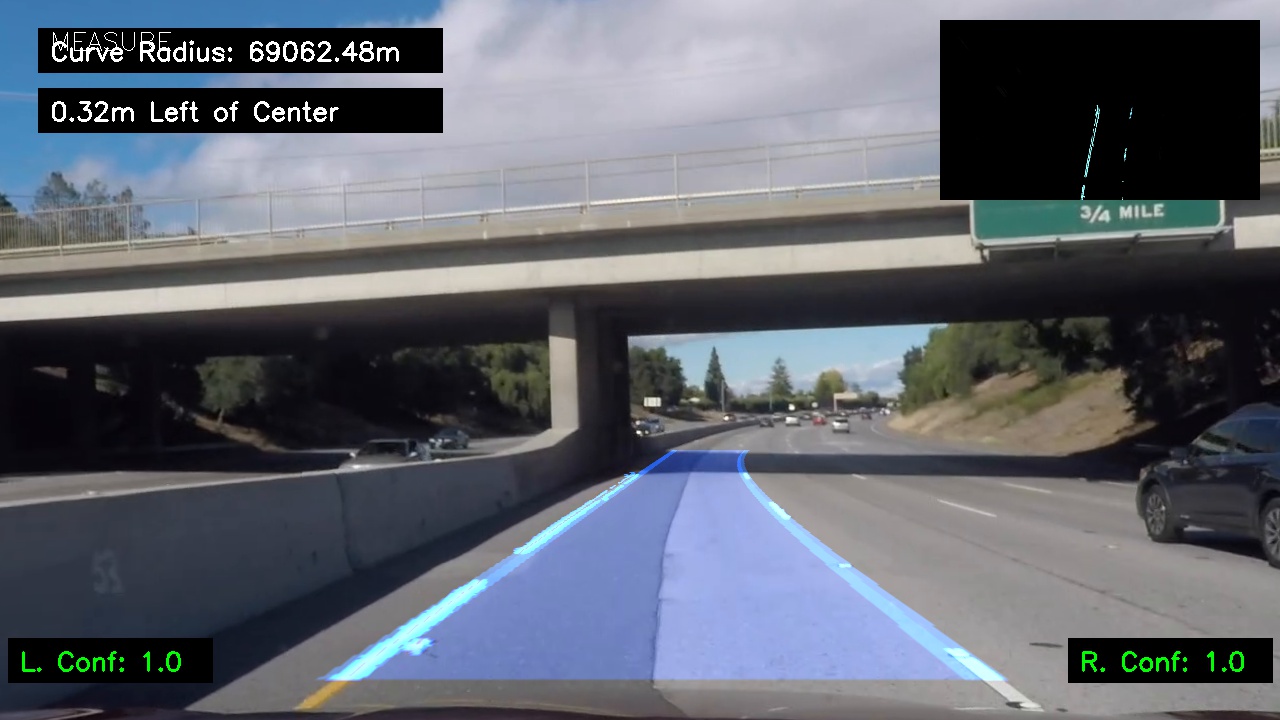 MEASURE
Curve Radius: 69062.48m
0.32m Left of Center
3/4 MILE
L. Conf: 1.0
R. Conf: 1.0